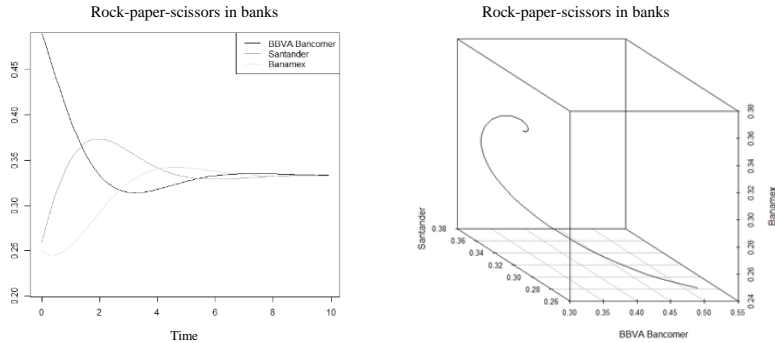 Rock-paper-scissors in banks
BBVA Bancomer
Santander
Banamex
0.45
0.40
0.35
0.30
0.25
0.20
0 2 4 6 8 10
Time
Rock-paper-scissors in banks
Santander
0.38
0.36
0.34
0.32
0.30
0.28
0.26
0.30 0.35 0.40 0.45 0.50 0.55
BBVA Bancomer
0.24 0.26 0.28 0.30 0.32 0.34 0.36 0.38
Banamex